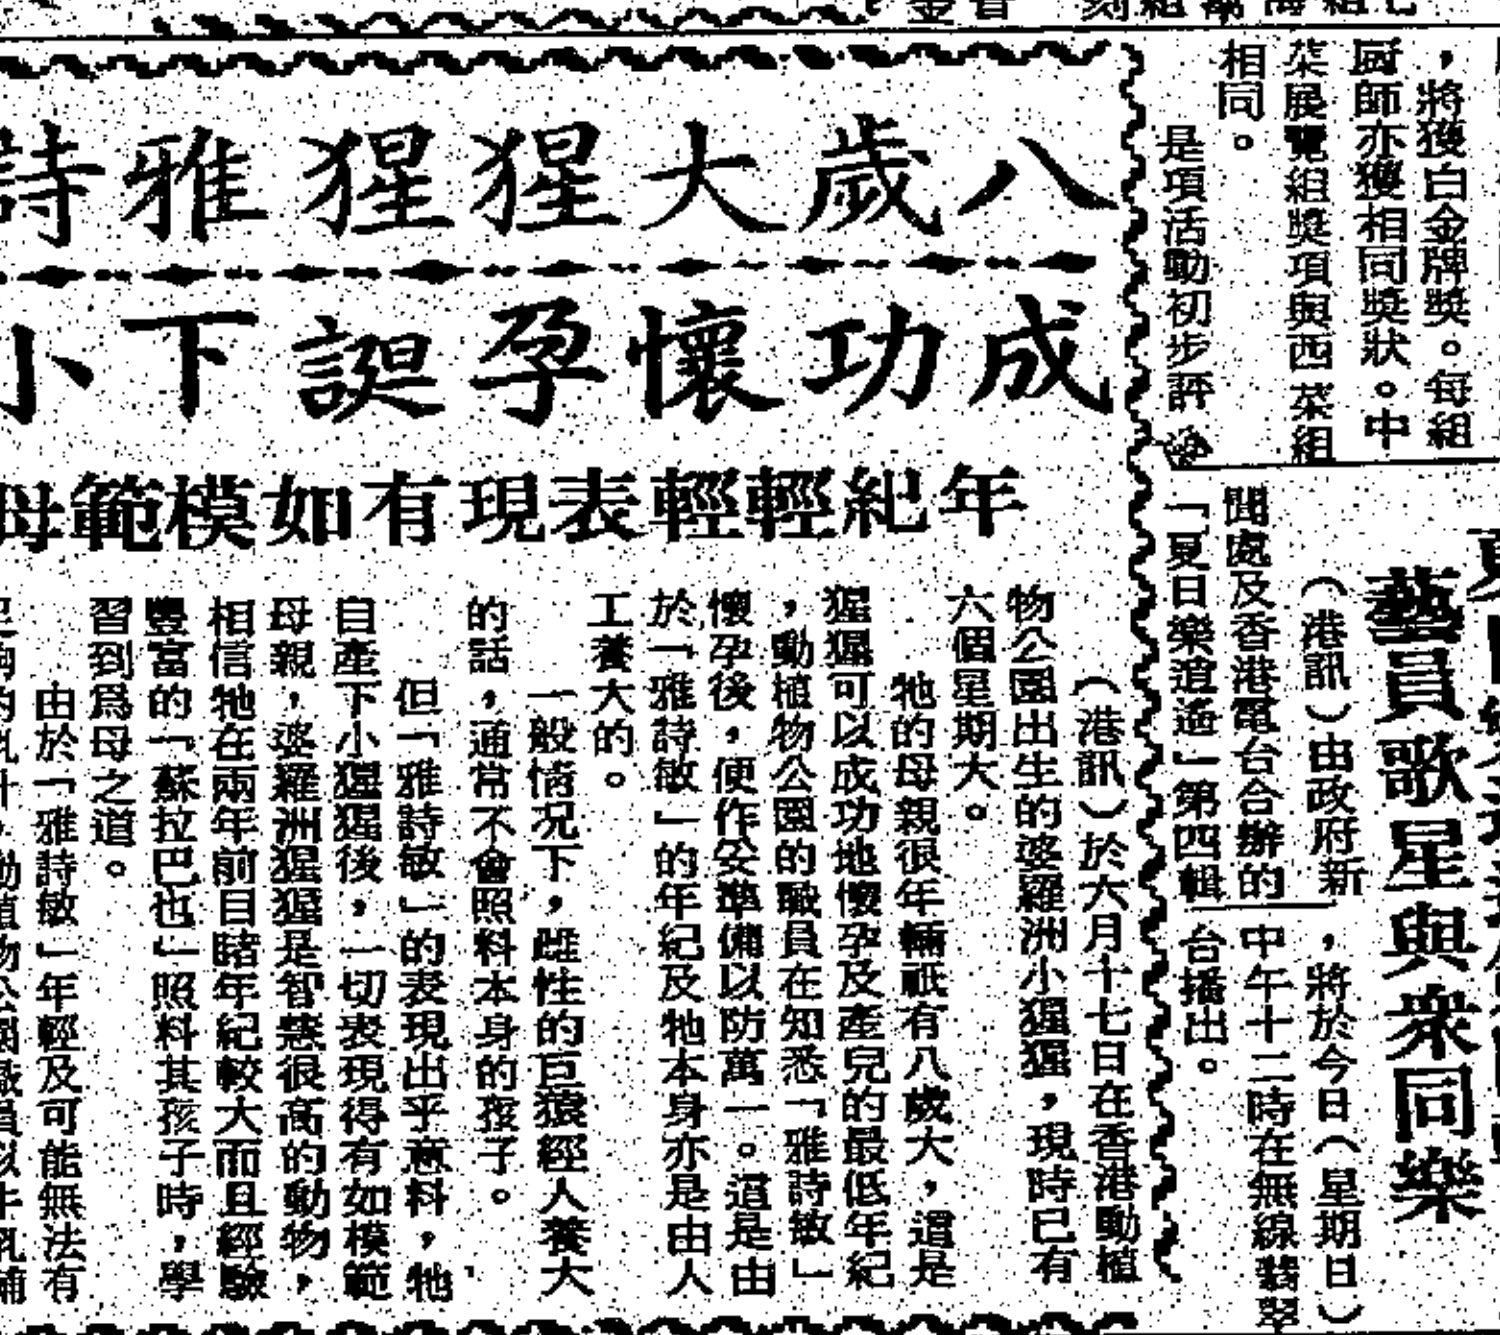 ，將獲白金牌獎。每組
厨師亦獲相同獎狀。中
菜展覽組獎項與西菜組
相同。
是項活動初步評
八歲大猩猩雅詩
成功懷孕誕下小
年紀輕輕表現有如模範母
（港訊）於六月十七日在香港動植
物公園出生的婆羅洲小猩猩，現時已有
六個星期大。
牠的母親很年輕祇有八歲大，這是
猩猩可以成功地懷孕及產兒的最低年紀
，動植物公園的職員在知悉「雅詩敏」
懷孕後，便作妥準備以防萬一。這是由
於「雅詩敏」的年紀及牠本身亦是由人
工養大的。
一般情况下，雌性的巨猿經人養大
的話，通常不會照料本身的孩子。
但「雅詩敏」的表現出乎意料，牠
自產下小猩猩後，一切表現得有如模範
母親，婆羅洲猩猩是智慧很高的動物，
相信牠在兩年前目睹年紀較大而且經驗
豐富的「蘇拉巴也」照料其孩子時，學
習到爲母之道。
由於「雅詩敏」年輕及可能無法有
足夠的乳汁，動植物公園職員以牛乳補
藝員歌星與衆同樂
（港訊）由政府新
聞處及香港電台合辦的
「夏日樂逍遙」第四輯
，將於今日（星期日）
中午十二時在無線翡翠
台播出。